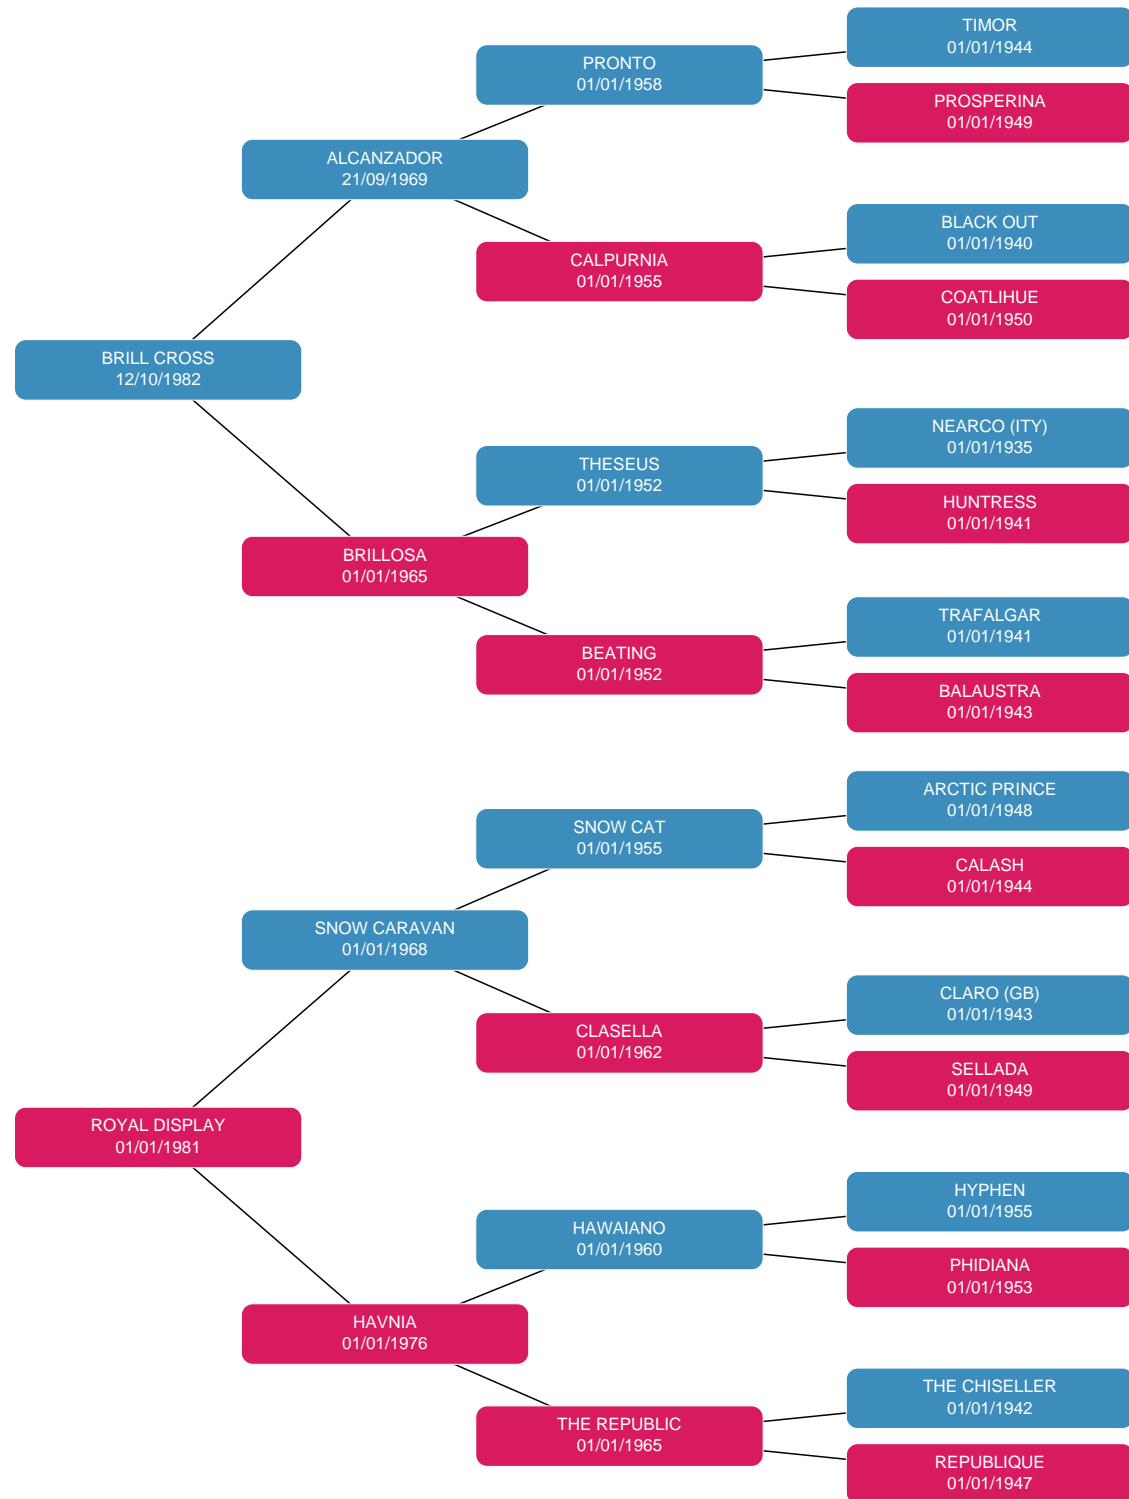 TIMOR
01/01/1944
PRONTO
01/01/1958
PROSPERINA
01/01/1949
ALCANZADOR
21/09/1969
BLACK OUT
01/01/1940
CALPURNIA
01/01/1955
COATLIHUE
01/01/1950
BRILL CROSS
12/10/1982
NEARCO (ITY)
01/01/1935
THESEUS
01/01/1952
HUNTRESS
01/01/1941
BRILLOSA
01/01/1965
TRAFALGAR
01/01/1941
BEATING
01/01/1952
BALAUSTRA
01/01/1943
ARCTIC PRINCE
01/01/1948
SNOW CAT
01/01/1955
CALASH
01/01/1944
SNOW CARAVAN
01/01/1968
CLARO (GB)
01/01/1943
CLASELLA
01/01/1962
SELLADA
01/01/1949
ROYAL DISPLAY
01/01/1981
HYPHEN
01/01/1955
HAWAIANO
01/01/1960
PHIDIANA
01/01/1953
HAVNIA
01/01/1976
THE CHISELLER
01/01/1942
THE REPUBLIC
01/01/1965
REPUBLIQUE
01/01/1947